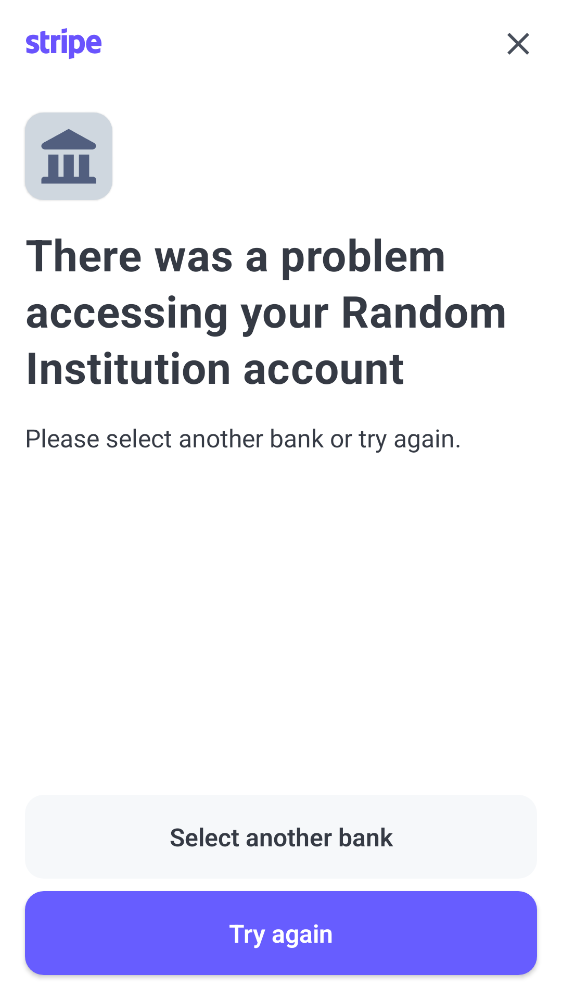 stripe
There was a problem
accessing your Random
Institution account
Please select another bank or try again.
Select another bank
Try again